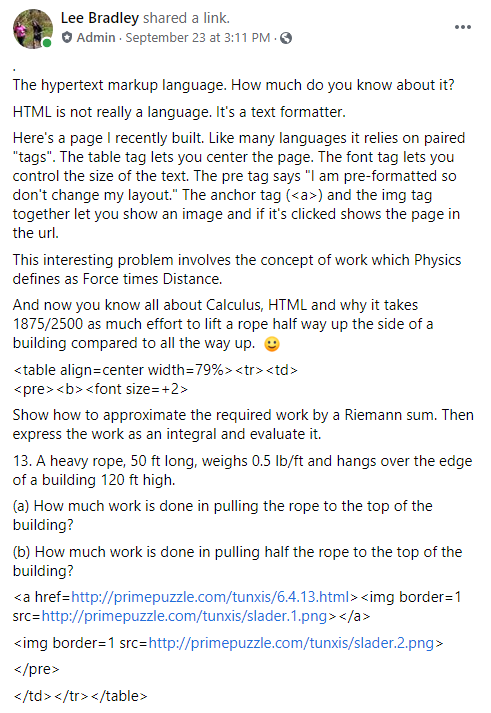 Lee Bradley shared a link.
Admin · September 23 at 3:11 PM ·
.
The hypertext markup language. How much do you know about it?
HTML is not really a language. It's a text formatter.
Here's a page I recently built. Like many languages it relies on paired
"tags". The table tag lets you center the page. The font tag lets you
control the size of the text. The pre tag says "I am pre-formatted so
don't change my layout." The anchor tag (<a>) and the img tag
together let you show an image and if it's clicked shows the page in
the url.
This interesting problem involves the concept of work which Physics
defines as Force times Distance.
And now you know all about Calculus, HTML and why it takes
1875/2500 as much effort to lift a rope half way up the side of a
building compared to all the way up. 🙂
<table align=center width=79%><tr><td>
<pre><b><font size=+2>
Show how to approximate the required work by a Riemann sum. Then
express the work as an integral and evaluate it.
13. A heavy rope, 50 ft long, weighs 0.5 lb/ft and hangs over the edge
of a building 120 ft high.
(a) How much work is done in pulling the rope to the top of the
building?
(b) How much work is done in pulling half the rope to the top of the
building?
<a href=http://primepuzzle.com/tunxis/6.4.13.html><img border=1
src=http://primepuzzle.com/tunxis/slader.1.png></a>
<img border=1 src=http://primepuzzle.com/tunxis/slader.2.png>
</pre>
</td></tr></table>